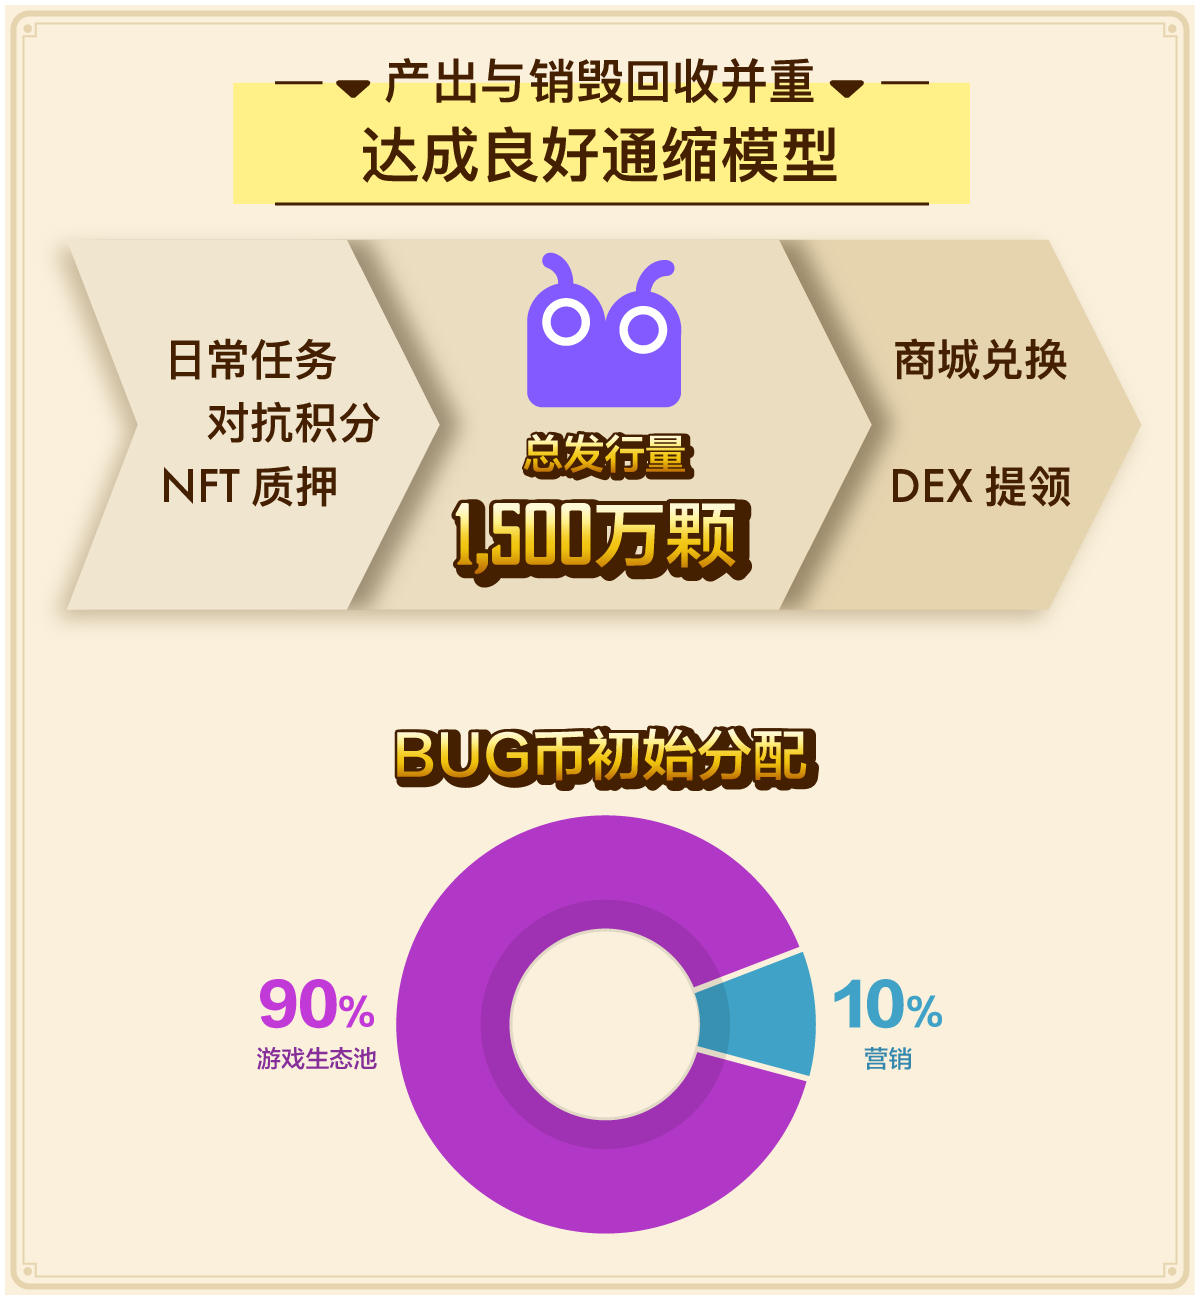 产出与销毁回收并重
达成良好通缩模型
日常任务
对抗积分
NFT 质押
总发行量
1,500万颗
商城兑换
DEX 提领
BUG币初始分配
90%
游戏生态池
10%
营销